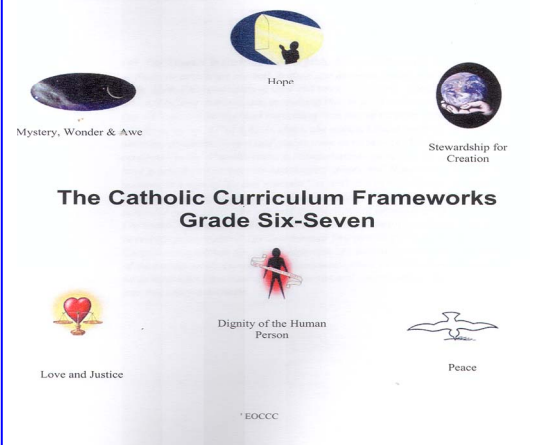 Hope
Mystery, Wonder & Awe
Stewardship for
Creation
The Catholic Curriculum Frameworks
Grade Six-Seven
Dignity of the Human
Person
Love and Justice
Peace
EOCCC